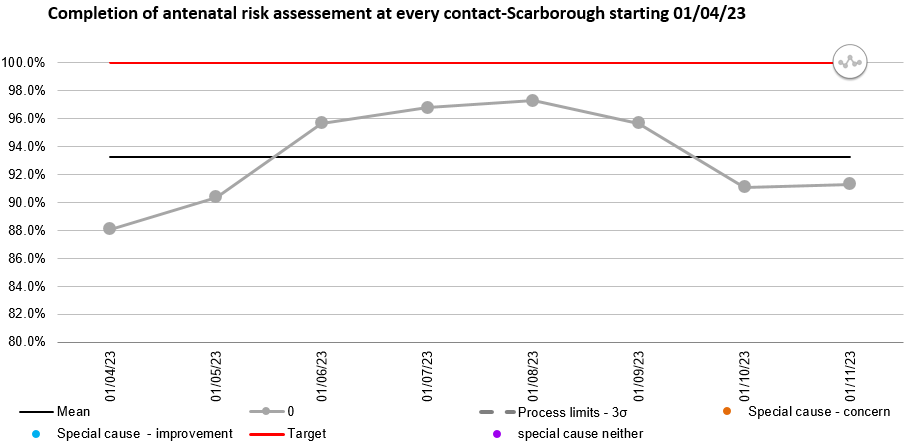 Completion of antenatal risk assessement at every contact-Scarborough starting 01/04/23
100.0%
98.0%
96.0%
94.0%
92.0%
90.0%
88.0%
86.0%
84.0%
82.0%
80.0%
01/04/23
01/05/23
01/06/23
01/07/23
01/08/23
01/09/23
01/10/23
01/11/23
Mean
0
Process limits - 3σ
Special cause - concern
Special cause - improvement
Target
special cause neither